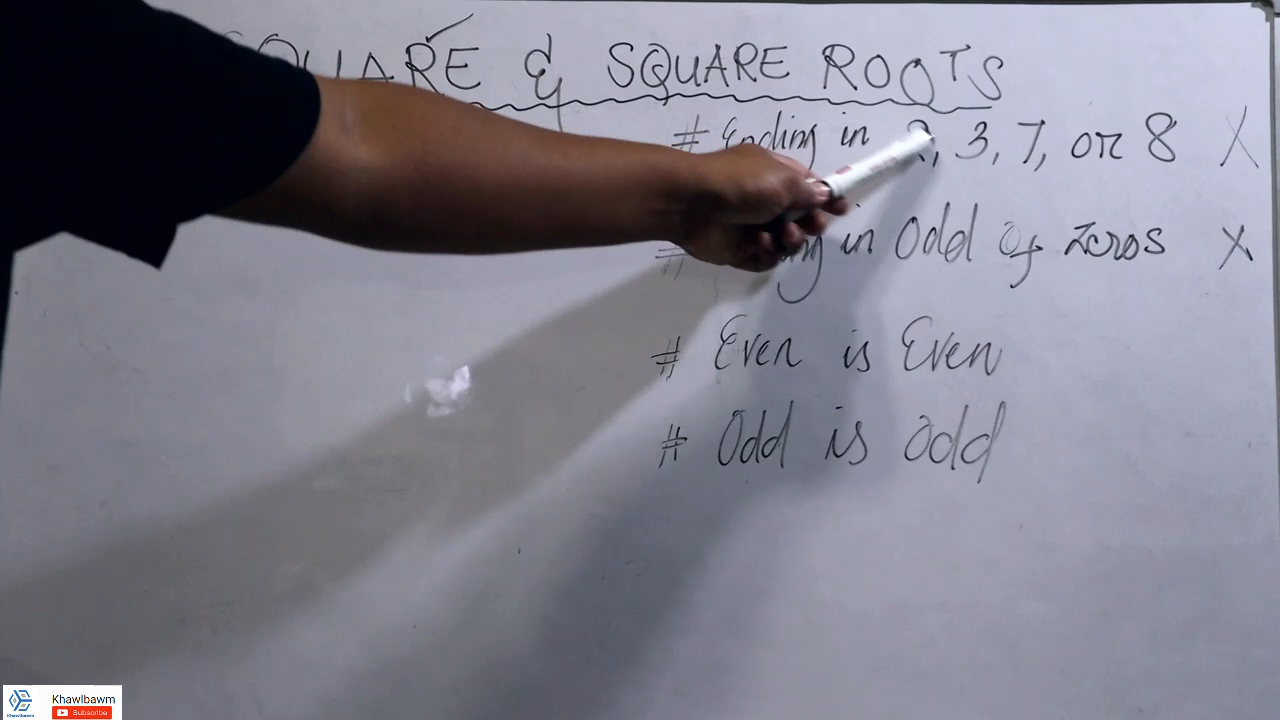 SQUARE & SQUARE ROOTS
# Ending in 2, 3, 7, or 8 X
# in Odd of zeros X
# Even is Even
# Odd is Odd
Khawlbawm
Khawlbawm
Subscribe